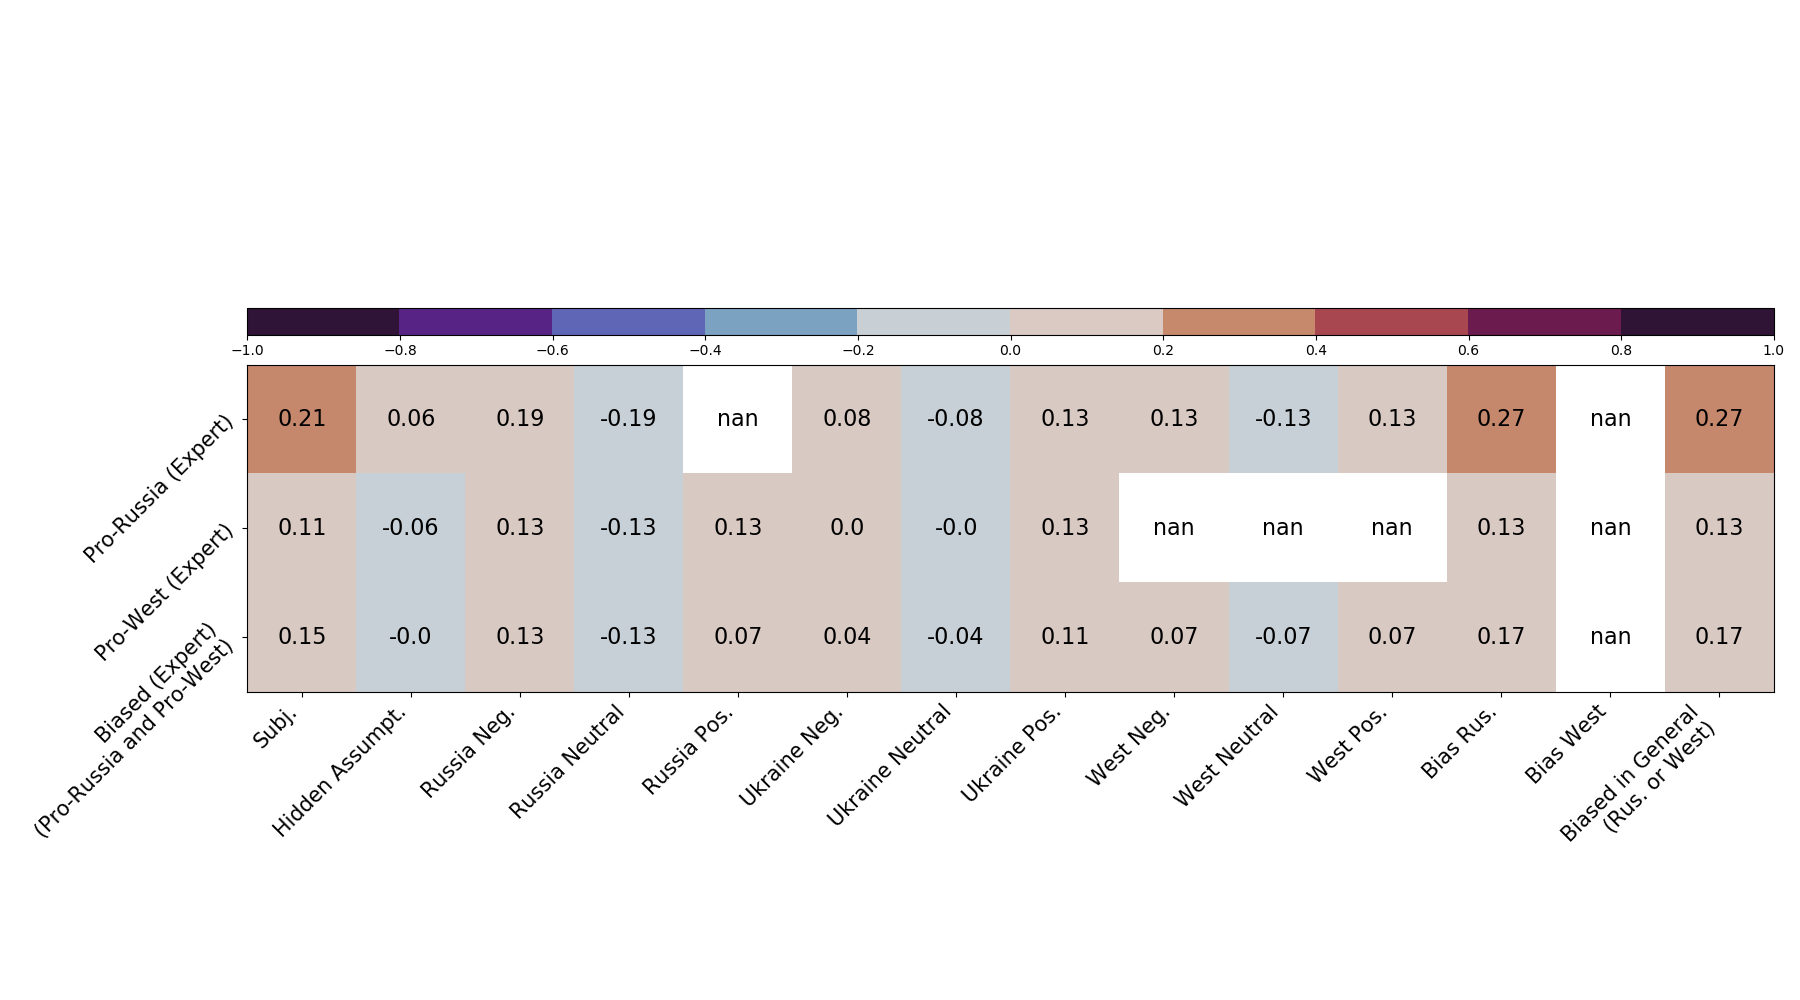 −1.0 −0.8 −0.6 −0.4 −0.2 0.0 0.2 0.4 0.6 0.8 1.0
Pro-Russia (Expert)
0.21 0.06 0.19 -0.19 nan 0.08 -0.08 0.13 0.13 -0.13 0.13 0.27 nan 0.27
Pro-West (Expert)
0.11 -0.06 0.13 -0.13 0.13 0.0 -0.0 0.13 nan nan nan 0.13 nan 0.13
Biased (Expert)
(Pro-Russia and Pro-West)
0.15 -0.0 0.13 -0.13 0.07 0.04 -0.04 0.11 0.07 -0.07 0.07 0.17 nan 0.17
Subj.
Hidden Assumpt.
Russia Neg.
Russia Neutral
Russia Pos.
Ukraine Neg.
Ukraine Neutral
Ukraine Pos.
West Neg.
West Neutral
West Pos.
Bias Rus.
Bias West
Biased in General
(Rus. or West)